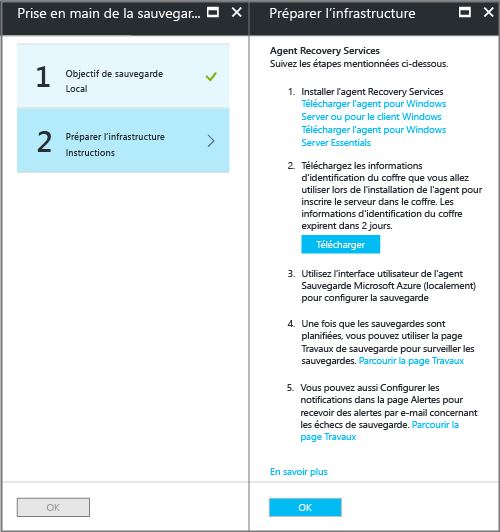 Prise en main de la sauvegar...
1
Objectif de sauvegarde
Local
2
Préparer l'infrastructure
Instructions
OK
Préparer l'infrastructure
Agent Recovery Services
Suivez les étapes mentionnées ci-dessous.
1. Installer l'agent Recovery Services
Télécharger l'agent pour Windows
Server ou pour le client Windows
Télécharger l'agent pour Windows
Server Essentials
2. Téléchargez les informations
d'identification du coffre que vous allez
utiliser lors de l'installation de l'agent pour
inscrire le serveur dans le coffre. Les
informations d'identification du coffre
expirent dans 2 jours.
Télécharger
3. Utilisez l'interface utilisateur de l'agent
Sauvegarde Microsoft Azure (localement)
pour configurer la sauvegarde
4. Une fois que les sauvegardes sont
planifiées, vous pouvez utiliser la page
Travaux de sauvegarde pour surveiller les
sauvegardes. Parcourir la page Travaux
5. Vous pouvez aussi Configurer les
notifications dans la page Alertes pour
recevoir des alertes par e-mail concernant
les échecs de sauvegarde. Parcourir la
page Travaux
En savoir plus
OK